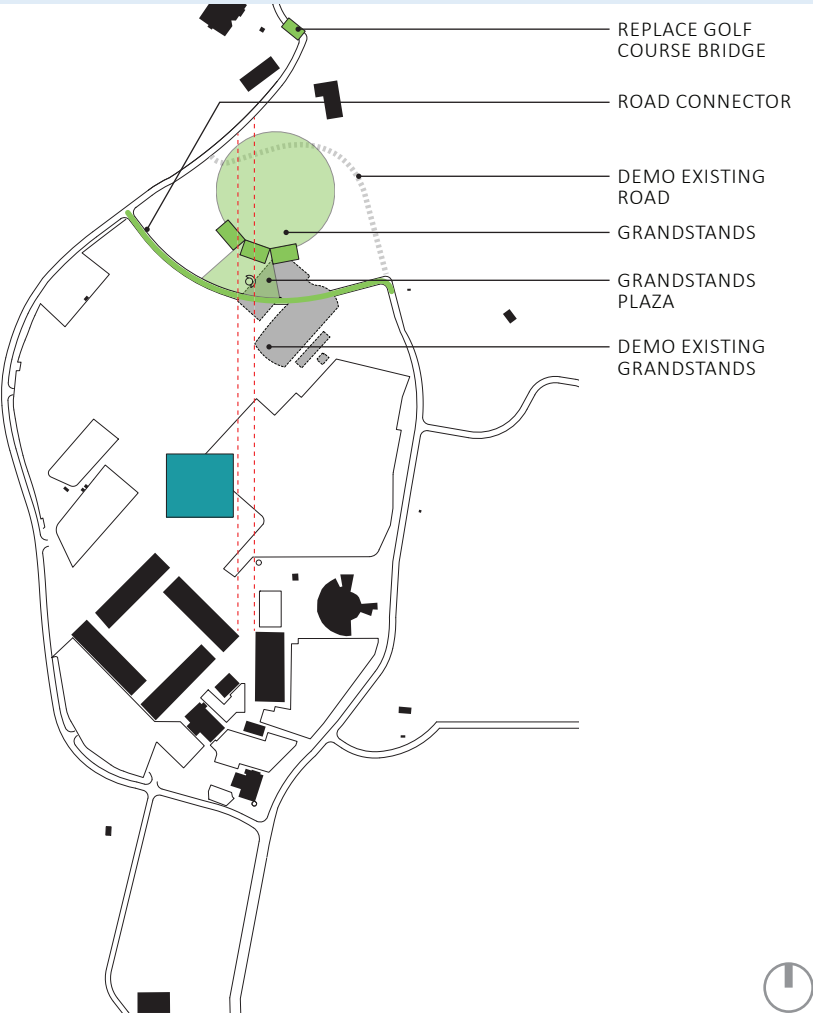 REPLACE GOLF
COURSE BRIDGE
ROAD CONNECTOR
DEMO EXISTING
ROAD
GRANDSTANDS
GRANDSTANDS
PLAZA
DEMO EXISTING
GRANDSTANDS